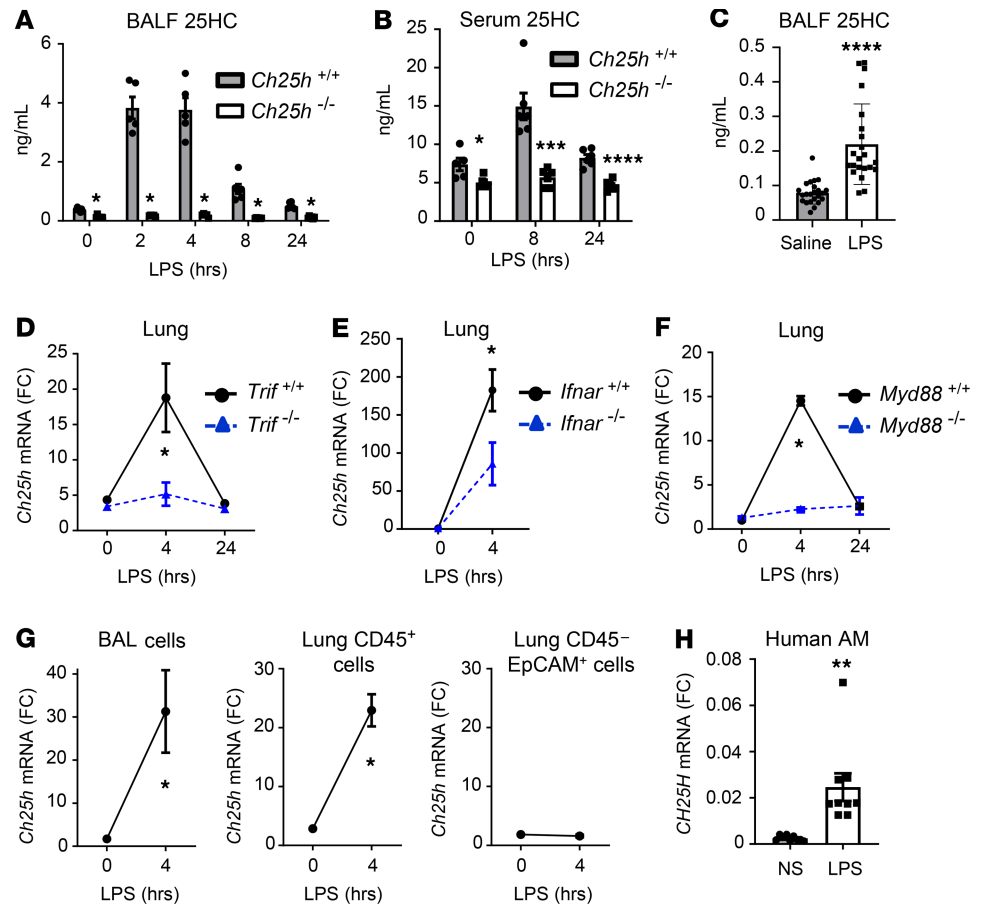 A
BALF 25HC
ng/mL
6
4
2
0
Ch25h +/+
Ch25h -/-
* * * * *
0 2 4 8 24
LPS (hrs)
B
Serum 25HC
ng/mL
25
20
15
10
5
0
Ch25h +/+
Ch25h -/-
* *** ****
0 8 24
LPS (hrs)
C
BALF 25HC
ng/mL
0.5
0.4
0.3
0.2
0.1
0
****
Saline LPS
D
Lung
Ch25h mRNA (FC)
25
20
15
10
5
0
Trif +/+
Trif -/-
*
0 4 24
LPS (hrs)
E
Lung
Ch25h mRNA (FC)
250
200
150
100
50
0
*
Ifnar +/+
Ifnar -/-
0 4
LPS (hrs)
F
Lung
Ch25h mRNA (FC)
20
15
10
5
0
Myd88 +/+
Myd88 -/-
*
0 4 24
LPS (hrs)
G
BAL cells
Ch25h mRNA (FC)
40
30
20
10
0
*
0 4
LPS (hrs)
Lung CD45+
cells
Ch25h mRNA (FC)
30
20
10
0
*
0 4
LPS (hrs)
Lung CD45−
EpCAM+ cells
Ch25h mRNA (FC)
30
20
10
0
0 4
LPS (hrs)
H
Human AM
CH25H mRNA (FC)
0.08
0.06
0.04
0.02
0
**
NS LPS